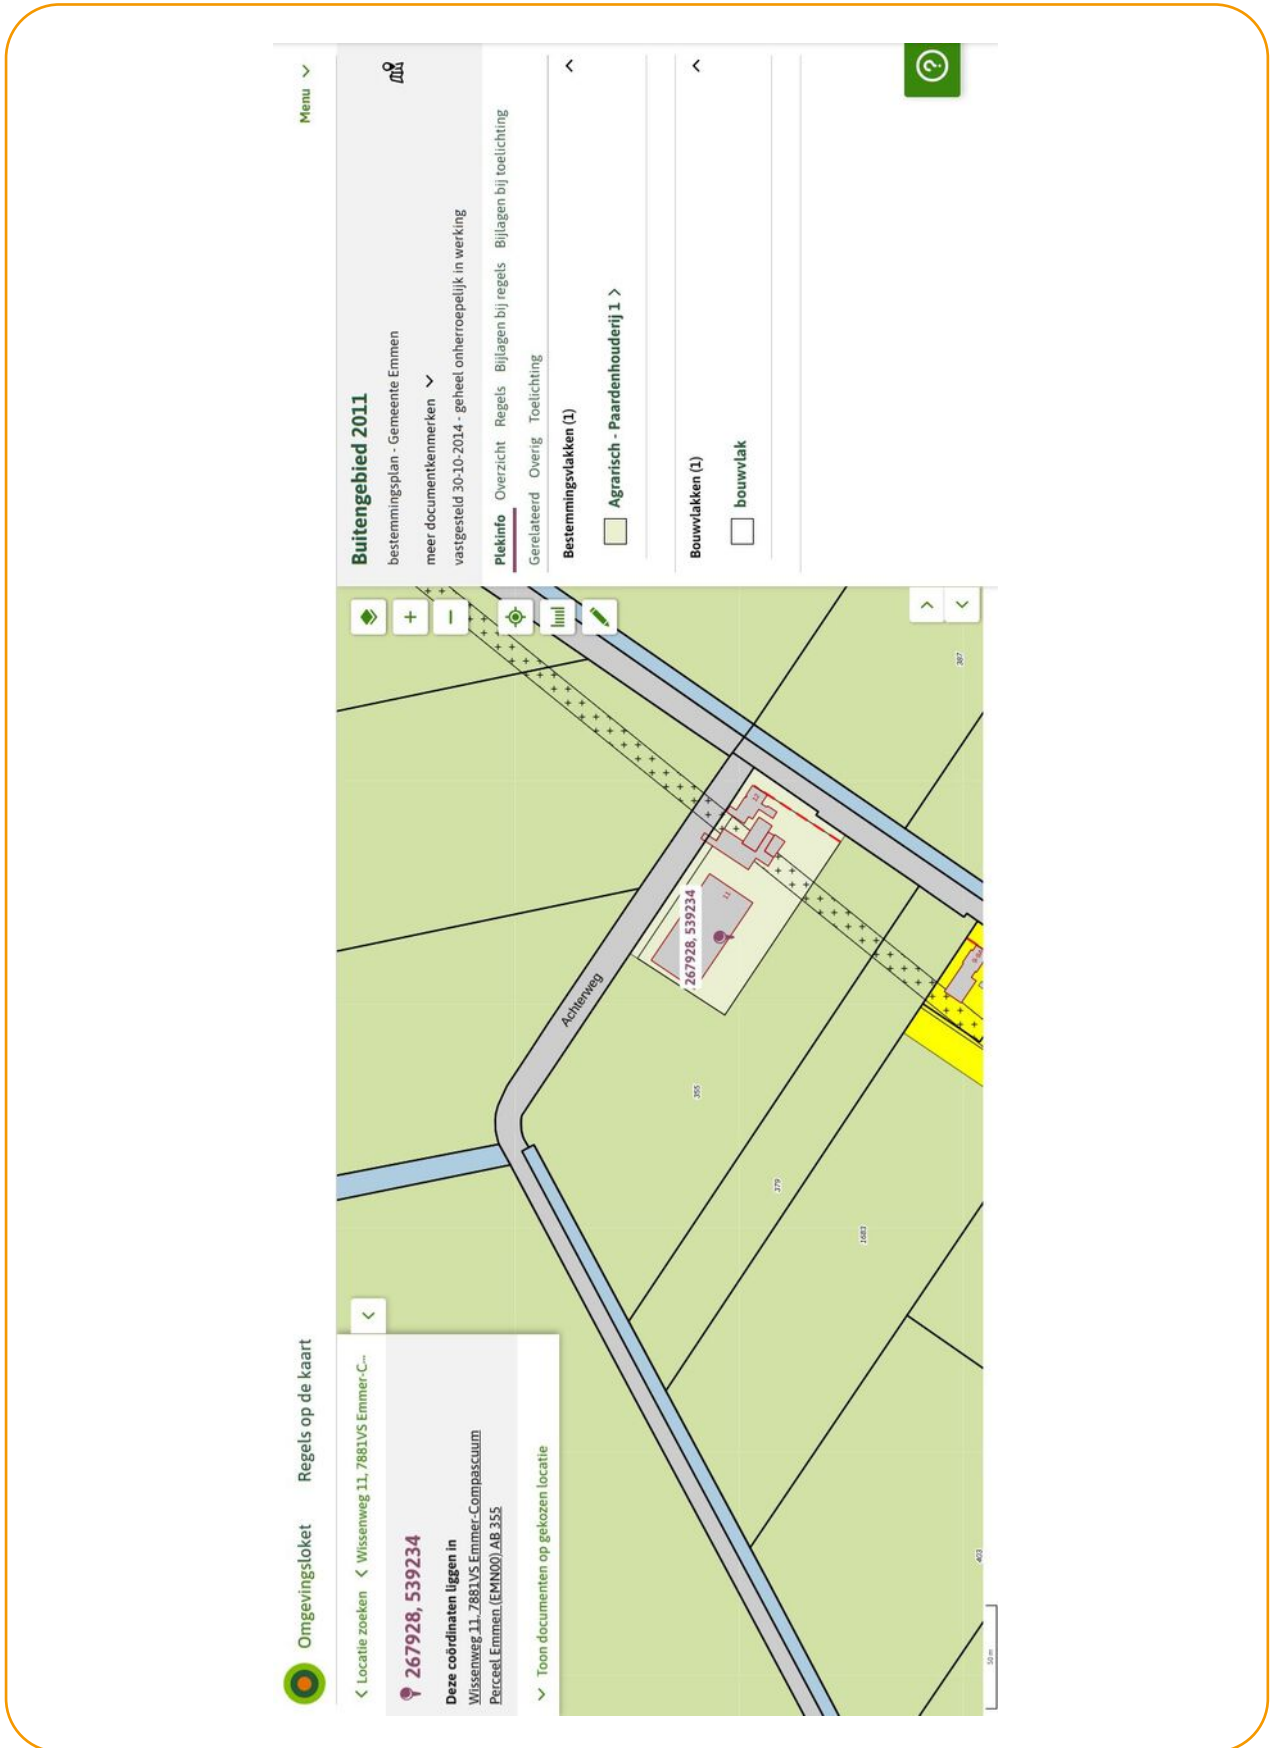 Omgevingsloket
Regels op de kaart
Menu
Locatie zoeken
Wissenweg 11, 7881VS Emmer-C...
267928, 539234
Deze coördinaten liggen in
Wissenweg 11, 7881VS Emmer-Compascuum
Perceel Emmen (EMN00) AB 355
Toon documenten op gekozen locatie
Achterweg
267928, 539234
11
12
355
379
1683
403
387
50 m
Buitengebied 2011
bestemmingsplan - Gemeente Emmen
meer documentkenmerken
vastgesteld 30-10-2014 - geheel onherroepelijk in werking
Plekinfo Overzicht Regels Bijlagen bij regels Bijlagen bij toelichting
Gerelateerd Overig Toelichting
Bestemmingsvlakken (1)
Agrarisch - Paardenhouderij 1
Bouwvlakken (1)
bouwvlak